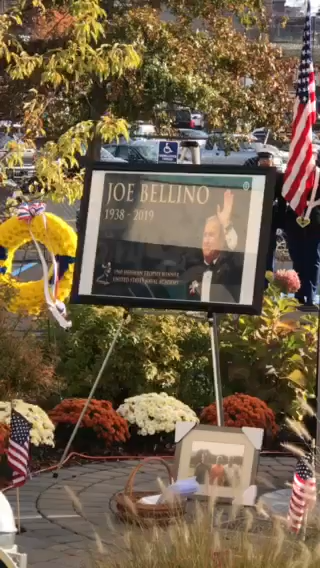 JOE BELLINO
1938 - 2019
1960 HEISMAN TROPHY WINNER
UNITED STATES NAVAL ACADEMY